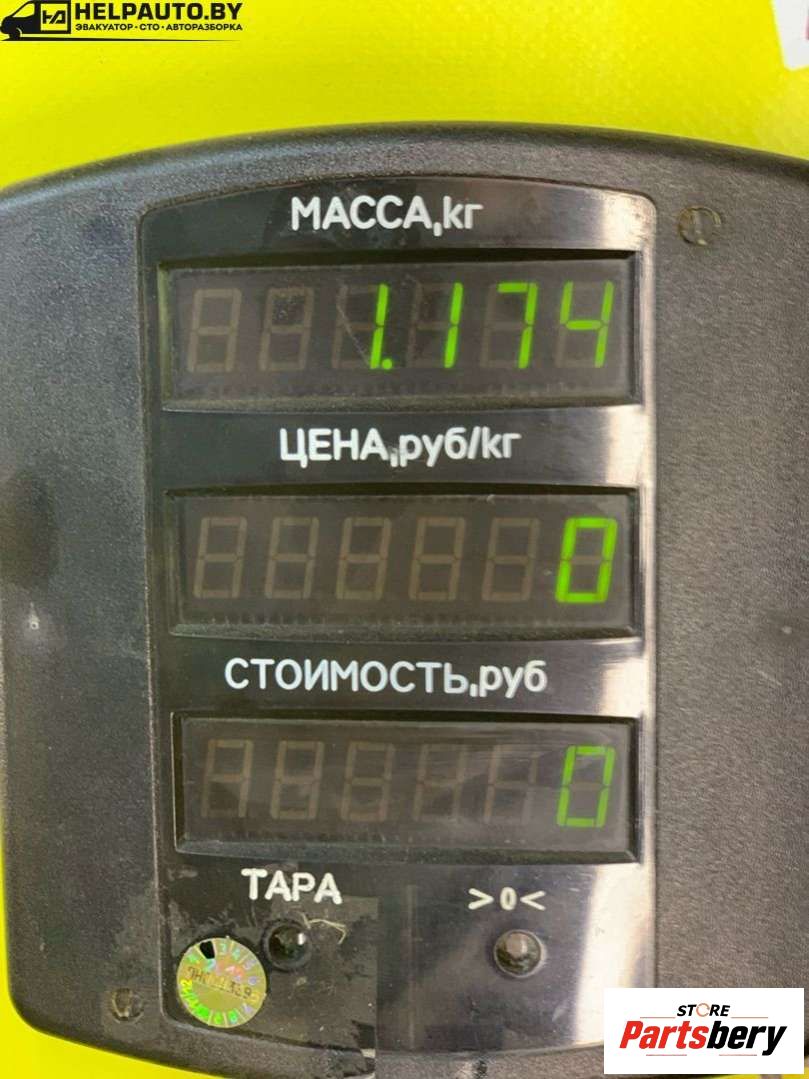 HELPAUTO.BY
ЭВАКУАТОР•СТО•АВТОРАЗБОРКА
МАССА,кг
1.174
ЦЕНА,руб/кг
0
СТОИМОСТЬ,руб
0
ТАРА
>0<
STORE
Partsbery